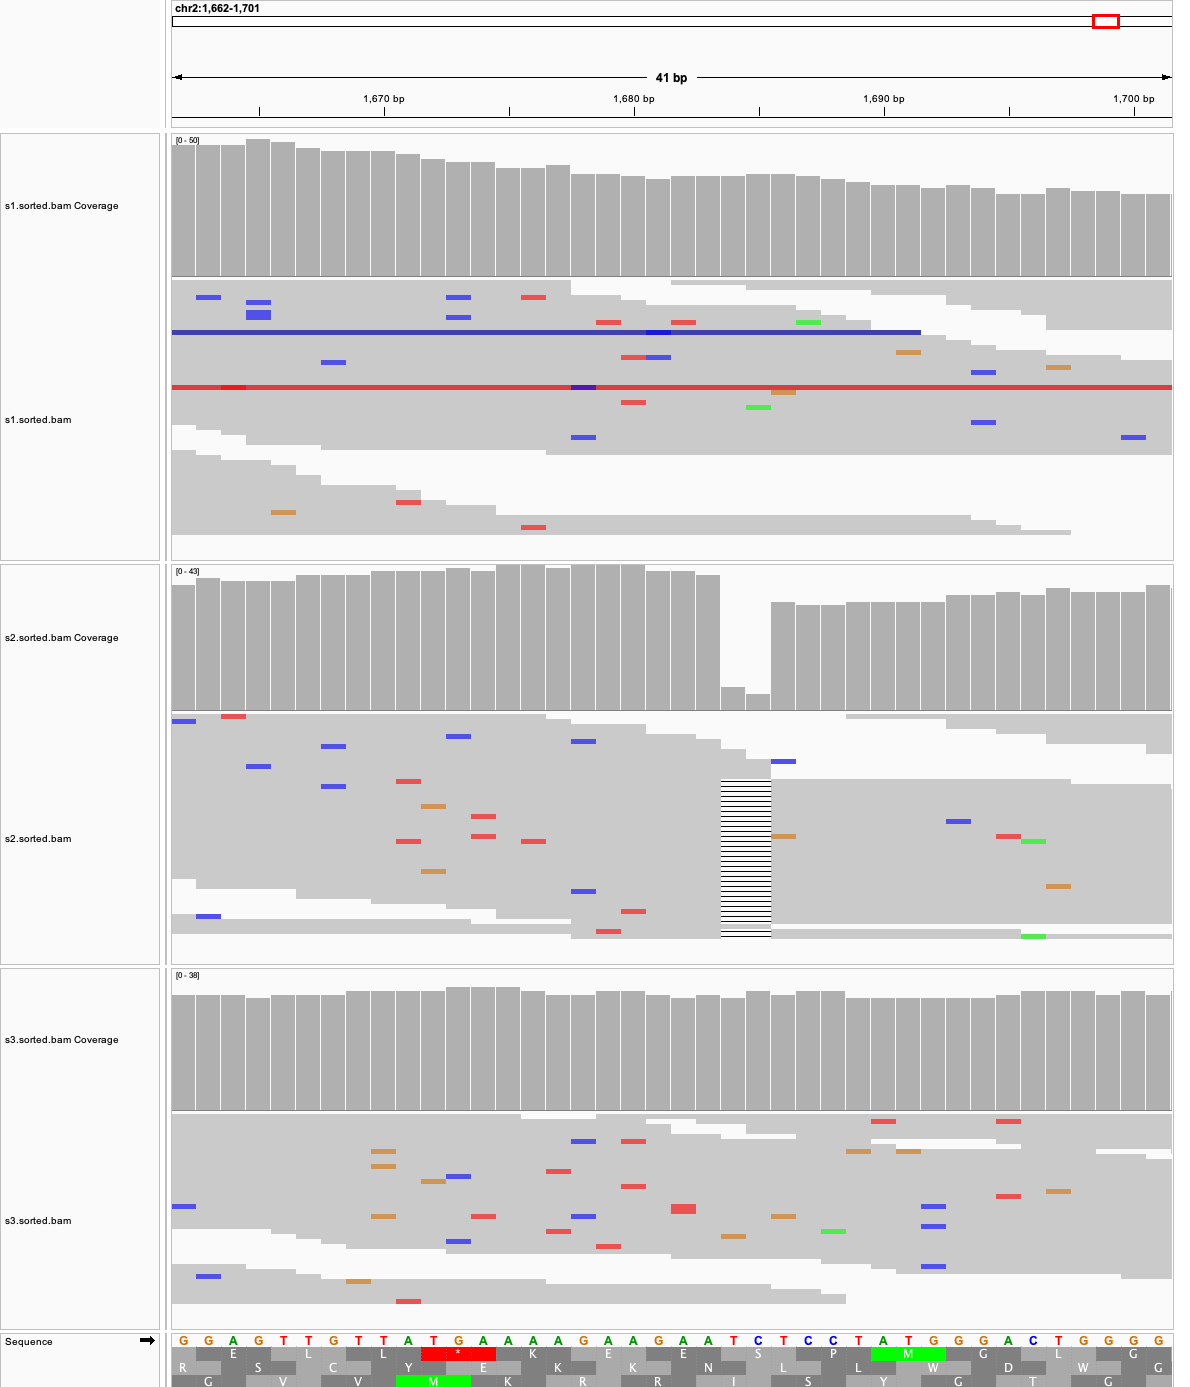 chr2:1,662-1,701
41 bp
1,670 bp 1,680 bp 1,690 bp 1,700 bp
[0 - 50]
s1.sorted.bam Coverage
s1.sorted.bam
[0 - 43]
s2.sorted.bam Coverage
s2.sorted.bam
[0 - 38]
s3.sorted.bam Coverage
s3.sorted.bam
Sequence G G A G T T G T T A T G A A A A G A A G A A T C T C C T A T G G G A C T G G G G
E L L * K E E S P M G L G
R S C Y E K K N L L W D W G
G V V M K R R I S Y G T G